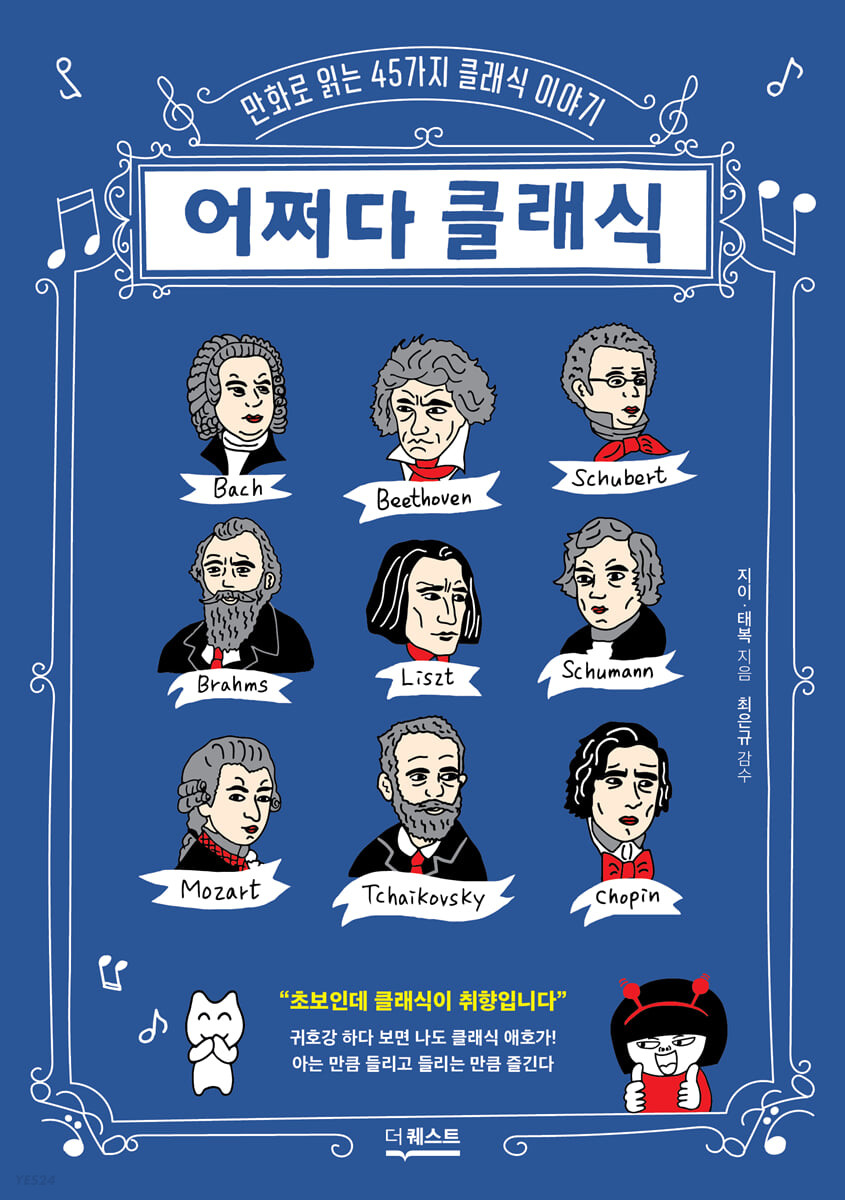 만화로 읽는 45가지 클래식 이야기
어쩌다 클래식
Bach
Beethoven
Schubert
Brahms
Liszt
Schumann
Mozart
Tchaikovsky
Chopin
지이·태복 지음 최은규 감수
“초보인데 클래식이 취향입니다”
귀호강 하다 보면 나도 클래식 애호가!
아는 만큼 들리고 들리는 만큼 즐긴다
더 퀘스트
YES24